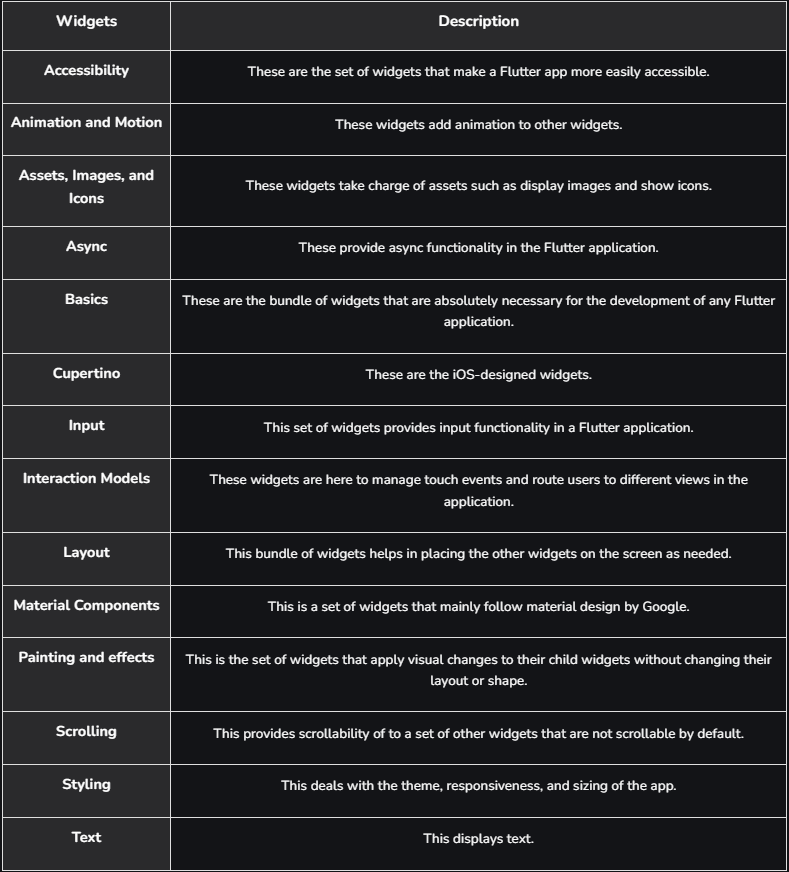 Widgets
Description
Accessibility
These are the set of widgets that make a Flutter app more easily accessible.
Animation and Motion
These widgets add animation to other widgets.
Assets, Images, and
Icons
These widgets take charge of assets such as display images and show icons.
Async
These provide async functionality in the Flutter application.
Basics
These are the bundle of widgets that are absolutely necessary for the development of any Flutter
application.
Cupertino
These are the iOS-designed widgets.
Input
This set of widgets provides input functionality in a Flutter application.
Interaction Models
These widgets are here to manage touch events and route users to different views in the
application.
Layout
This bundle of widgets helps in placing the other widgets on the screen as needed.
Material Components
This is a set of widgets that mainly follow material design by Google.
Painting and effects
This is the set of widgets that apply visual changes to their child widgets without changing their
layout or shape.
Scrolling
This provides scrollability of to a set of other widgets that are not scrollable by default.
Styling
This deals with the theme, responsiveness, and sizing of the app.
Text
This displays text.